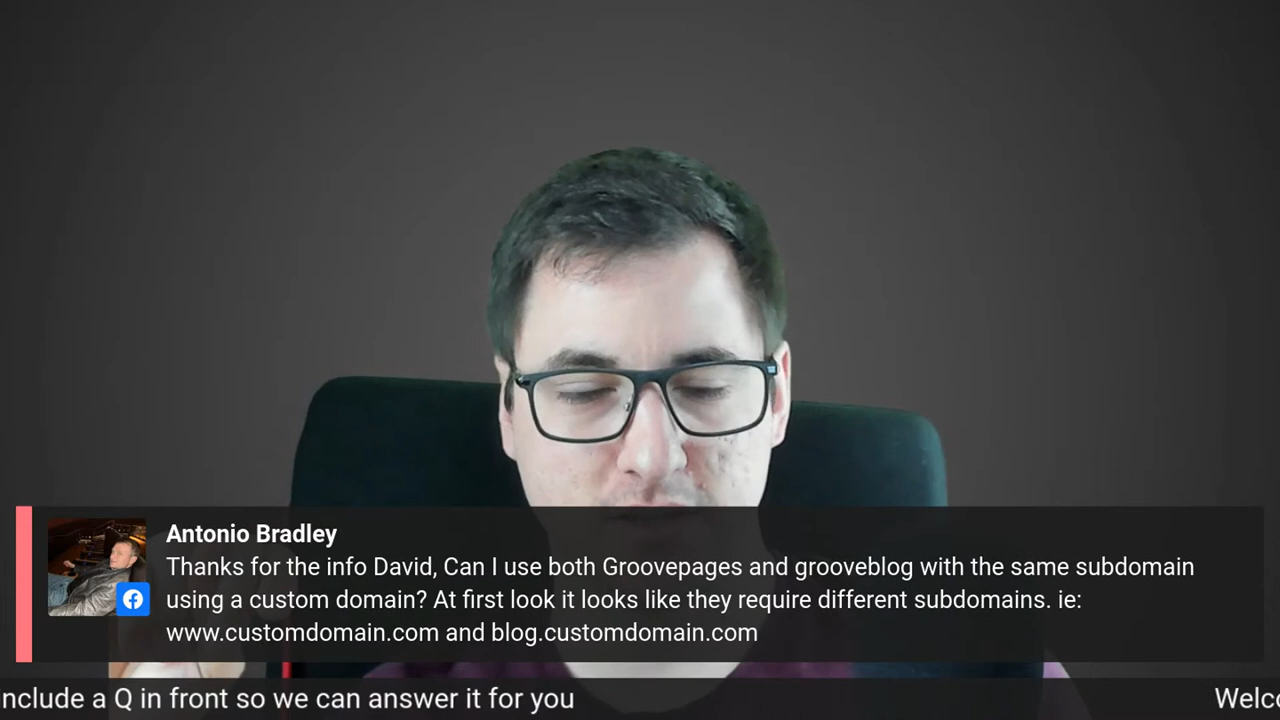 Antonio Bradley
Thanks for the info David, Can I use both Groovepages and grooveblog with the same subdomain
using a custom domain? At first look it looks like they require different subdomains. ie:
www.customdomain.com and blog.customdomain.com
include a Q in front so we can answer it for you